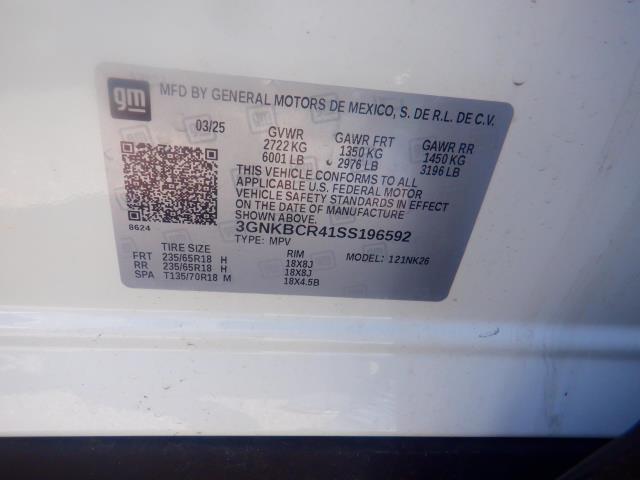 gm
MFD BY GENERAL MOTORS DE MEXICO, S. DE R.L. DE C.V.
03/25 GVWR GAWR FRT GAWR RR
2722 KG 1350 KG 1450 KG
6001 LB 2976 LB 3196 LB
THIS VEHICLE CONFORMS TO ALL
APPLICABLE U.S. FEDERAL MOTOR
VEHICLE SAFETY STANDARDS IN EFFECT
ON THE DATE OF MANUFACTURE
SHOWN ABOVE.
3GNKBCR41SS196592
8624
TYPE: MPV MODEL: 121NK26
TIRE SIZE RIM
FRT 235/65R18 H 18X8J
RR 235/65R18 H 18X8J
SPA T135/70R18 M 18X4.5B